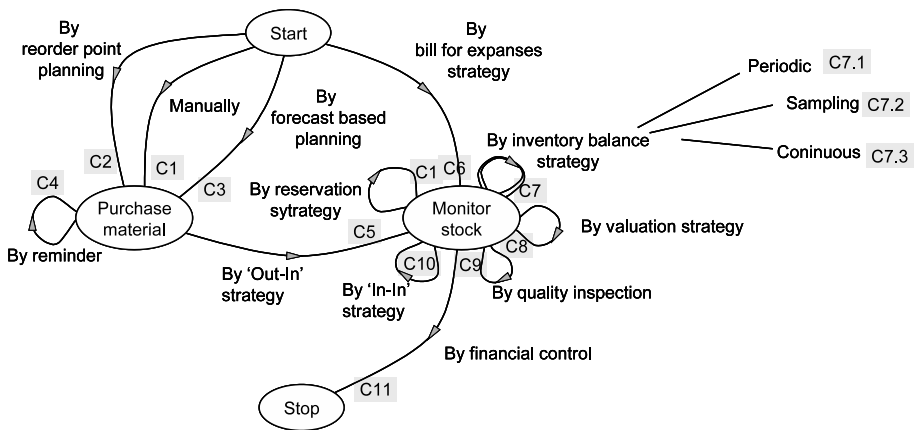 Start
By
reorder point
planning
By
bill for expanses
strategy
Periodic
C7.1
Sampling
C7.2
Coninuous
C7.3
Manually
By
forecast based
planning
By inventory balance
strategy
C2
C1
C3
C4
By reservation
sytrategy
C1
C6
C7
Purchase
material
Monitor
stock
By valuation strategy
C5
C8
By reminder
C10
C9
By 'Out-In'
strategy
By 'In-In'
strategy
By quality inspection
By financial control
C11
Stop